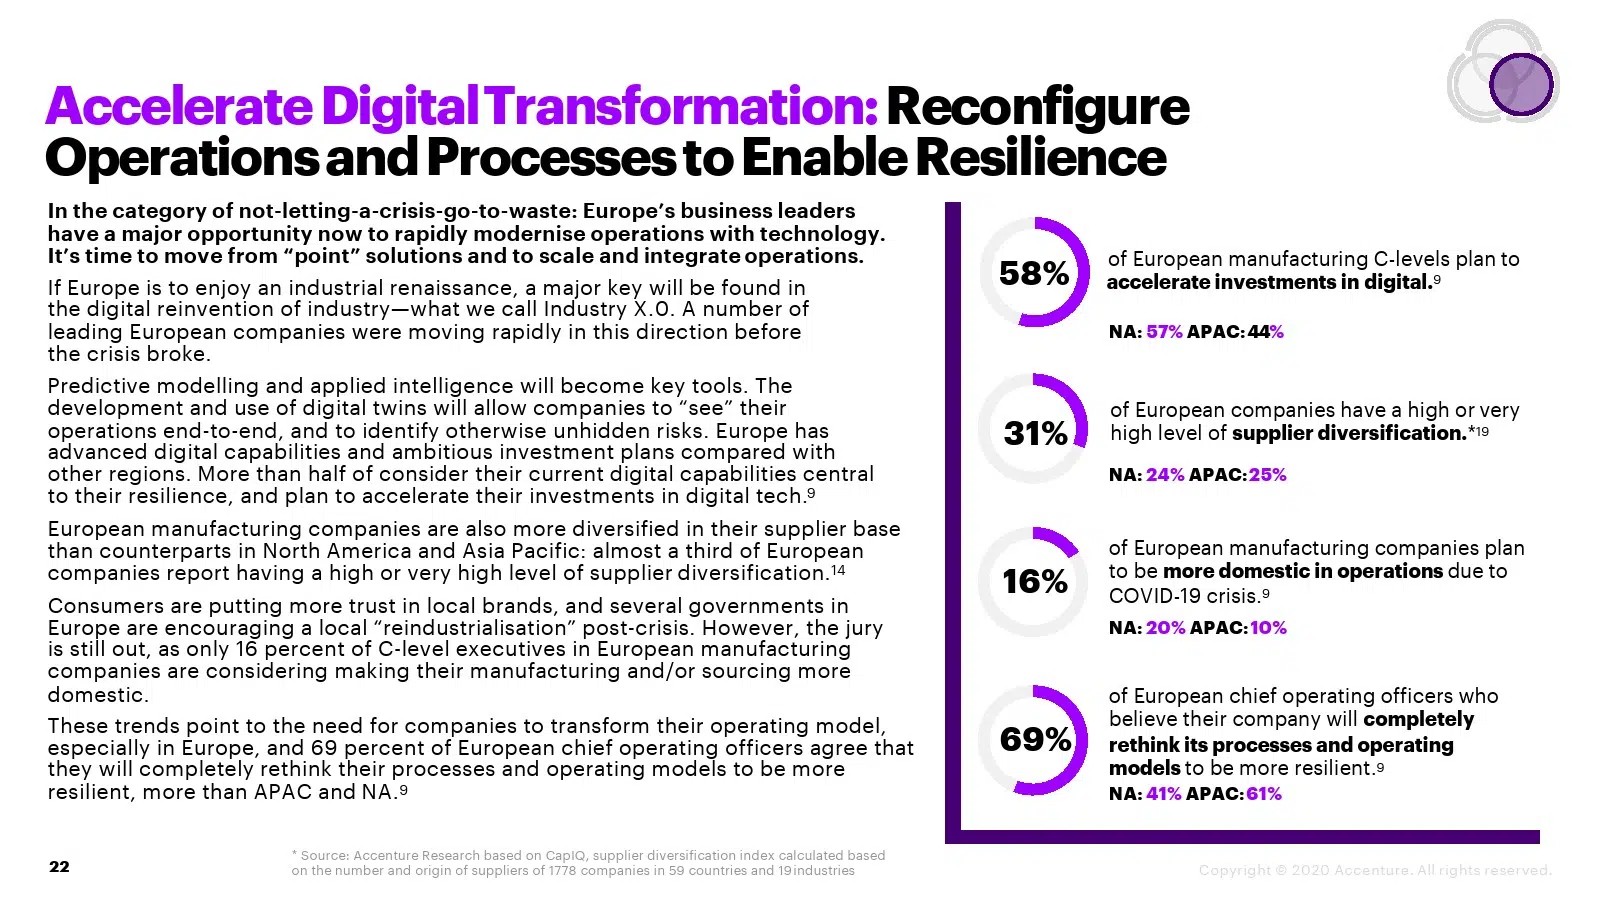 Accelerate Digital Transformation: Reconfigure
Operations and Processes to Enable Resilience
In the category of not-letting-a-crisis-go-to-waste: Europe’s business leaders
have a major opportunity now to rapidly modernise operations with technology.
It’s time to move from “point” solutions and to scale and integrate operations.
If Europe is to enjoy an industrial renaissance, a major key will be found in
the digital reinvention of industry—what we call Industry X.0. A number of
leading European companies were moving rapidly in this direction before
the crisis broke.
Predictive modelling and applied intelligence will become key tools. The
development and use of digital twins will allow companies to “see” their
operations end-to-end, and to identify otherwise unhidden risks. Europe has
advanced digital capabilities and ambitious investment plans compared with
other regions. More than half of consider their current digital capabilities central
to their resilience, and plan to accelerate their investments in digital tech.⁹
European manufacturing companies are also more diversified in their supplier base
than counterparts in North America and Asia Pacific: almost a third of European
companies report having a high or very high level of supplier diversification.¹⁴
Consumers are putting more trust in local brands, and several governments in
Europe are encouraging a local “reindustrialisation” post-crisis. However, the jury
is still out, as only 16 percent of C-level executives in European manufacturing
companies are considering making their manufacturing and/or sourcing more
domestic.
These trends point to the need for companies to transform their operating model,
especially in Europe, and 69 percent of European chief operating officers agree that
they will completely rethink their processes and operating models to be more
resilient, more than APAC and NA.⁹
58%
of European manufacturing C-levels plan to
accelerate investments in digital.⁹
NA: 57% APAC: 44%
31%
of European companies have a high or very
high level of supplier diversification.*¹⁹
NA: 24% APAC: 25%
16%
of European manufacturing companies plan
to be more domestic in operations due to
COVID-19 crisis.⁹
NA: 20% APAC: 10%
69%
of European chief operating officers who
believe their company will completely
rethink its processes and operating
models to be more resilient.⁹
NA: 41% APAC: 61%
22
* Source: Accenture Research based on CapIQ, supplier diversification index calculated based
on the number and origin of suppliers of 1778 companies in 59 countries and 19 industries
Copyright © 2020 Accenture. All rights reserved.